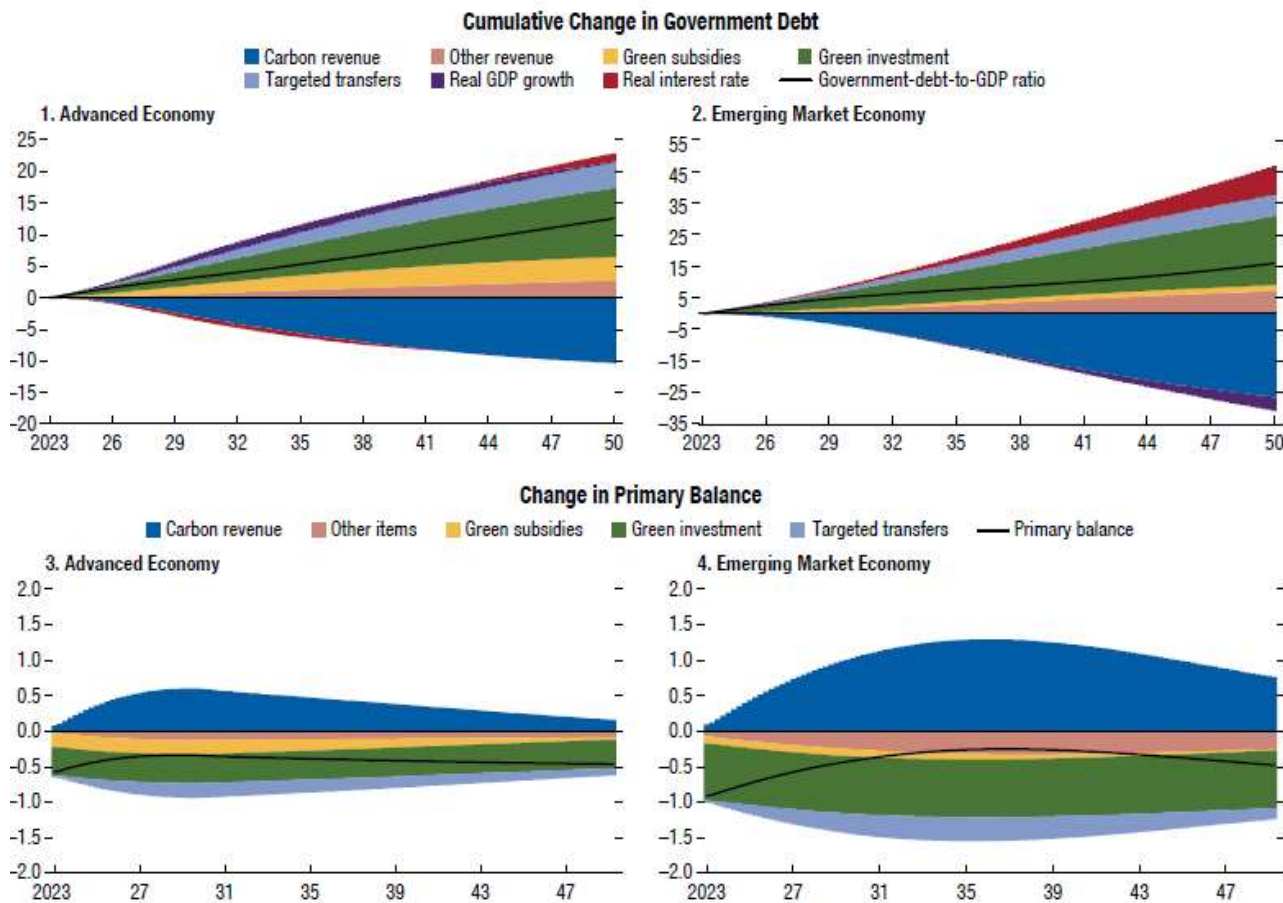 Cumulative Change in Government Debt
Carbon revenue Other revenue Green subsidies Green investment
Targeted transfers Real GDP growth Real interest rate Government-debt-to-GDP ratio
1. Advanced Economy
25
20
15
10
5
0
–5
–10
–15
–20
2023 26 29 32 35 38 41 44 47 50
2. Emerging Market Economy
55
45
35
25
15
5
–5
–15
–25
–35
2023 26 29 32 35 38 41 44 47 50
Change in Primary Balance
Carbon revenue Other items Green subsidies Green investment Targeted transfers Primary balance
3. Advanced Economy
2.0
1.5
1.0
0.5
0.0
–0.5
–1.0
–1.5
–2.0
2023 27 31 35 39 43 47
4. Emerging Market Economy
2.0
1.5
1.0
0.5
0.0
–0.5
–1.0
–1.5
–2.0
2023 27 31 35 39 43 47